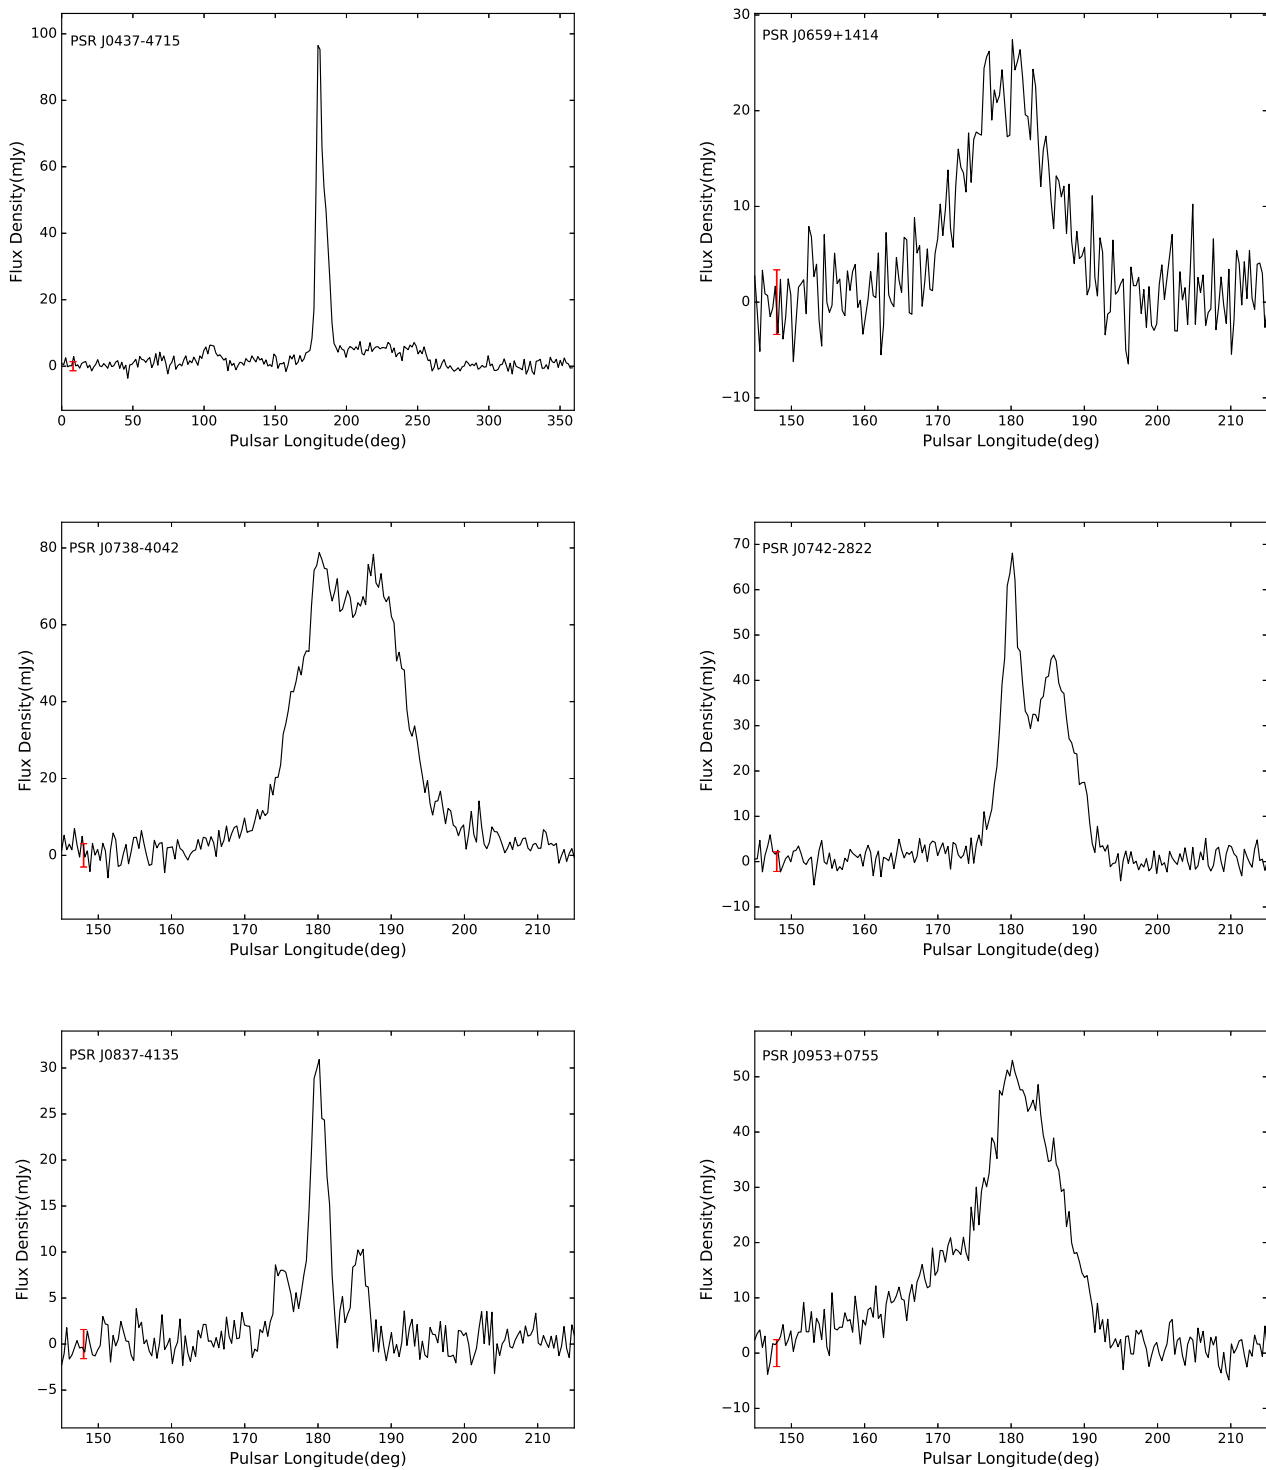 PSR J0437-4715
100
80
60
40
20
0
Flux Density(mJy)
0 50 100 150 200 250 300 350
Pulsar Longitude(deg)
PSR J0659+1414
30
20
10
0
−10
Flux Density(mJy)
150 160 170 180 190 200 210
Pulsar Longitude(deg)
PSR J0738-4042
80
60
40
20
0
Flux Density(mJy)
150 160 170 180 190 200 210
Pulsar Longitude(deg)
PSR J0742-2822
70
60
50
40
30
20
10
0
−10
Flux Density(mJy)
150 160 170 180 190 200 210
Pulsar Longitude(deg)
PSR J0837-4135
30
25
20
15
10
5
0
−5
Flux Density(mJy)
150 160 170 180 190 200 210
Pulsar Longitude(deg)
PSR J0953+0755
50
40
30
20
10
0
−10
Flux Density(mJy)
150 160 170 180 190 200 210
Pulsar Longitude(deg)